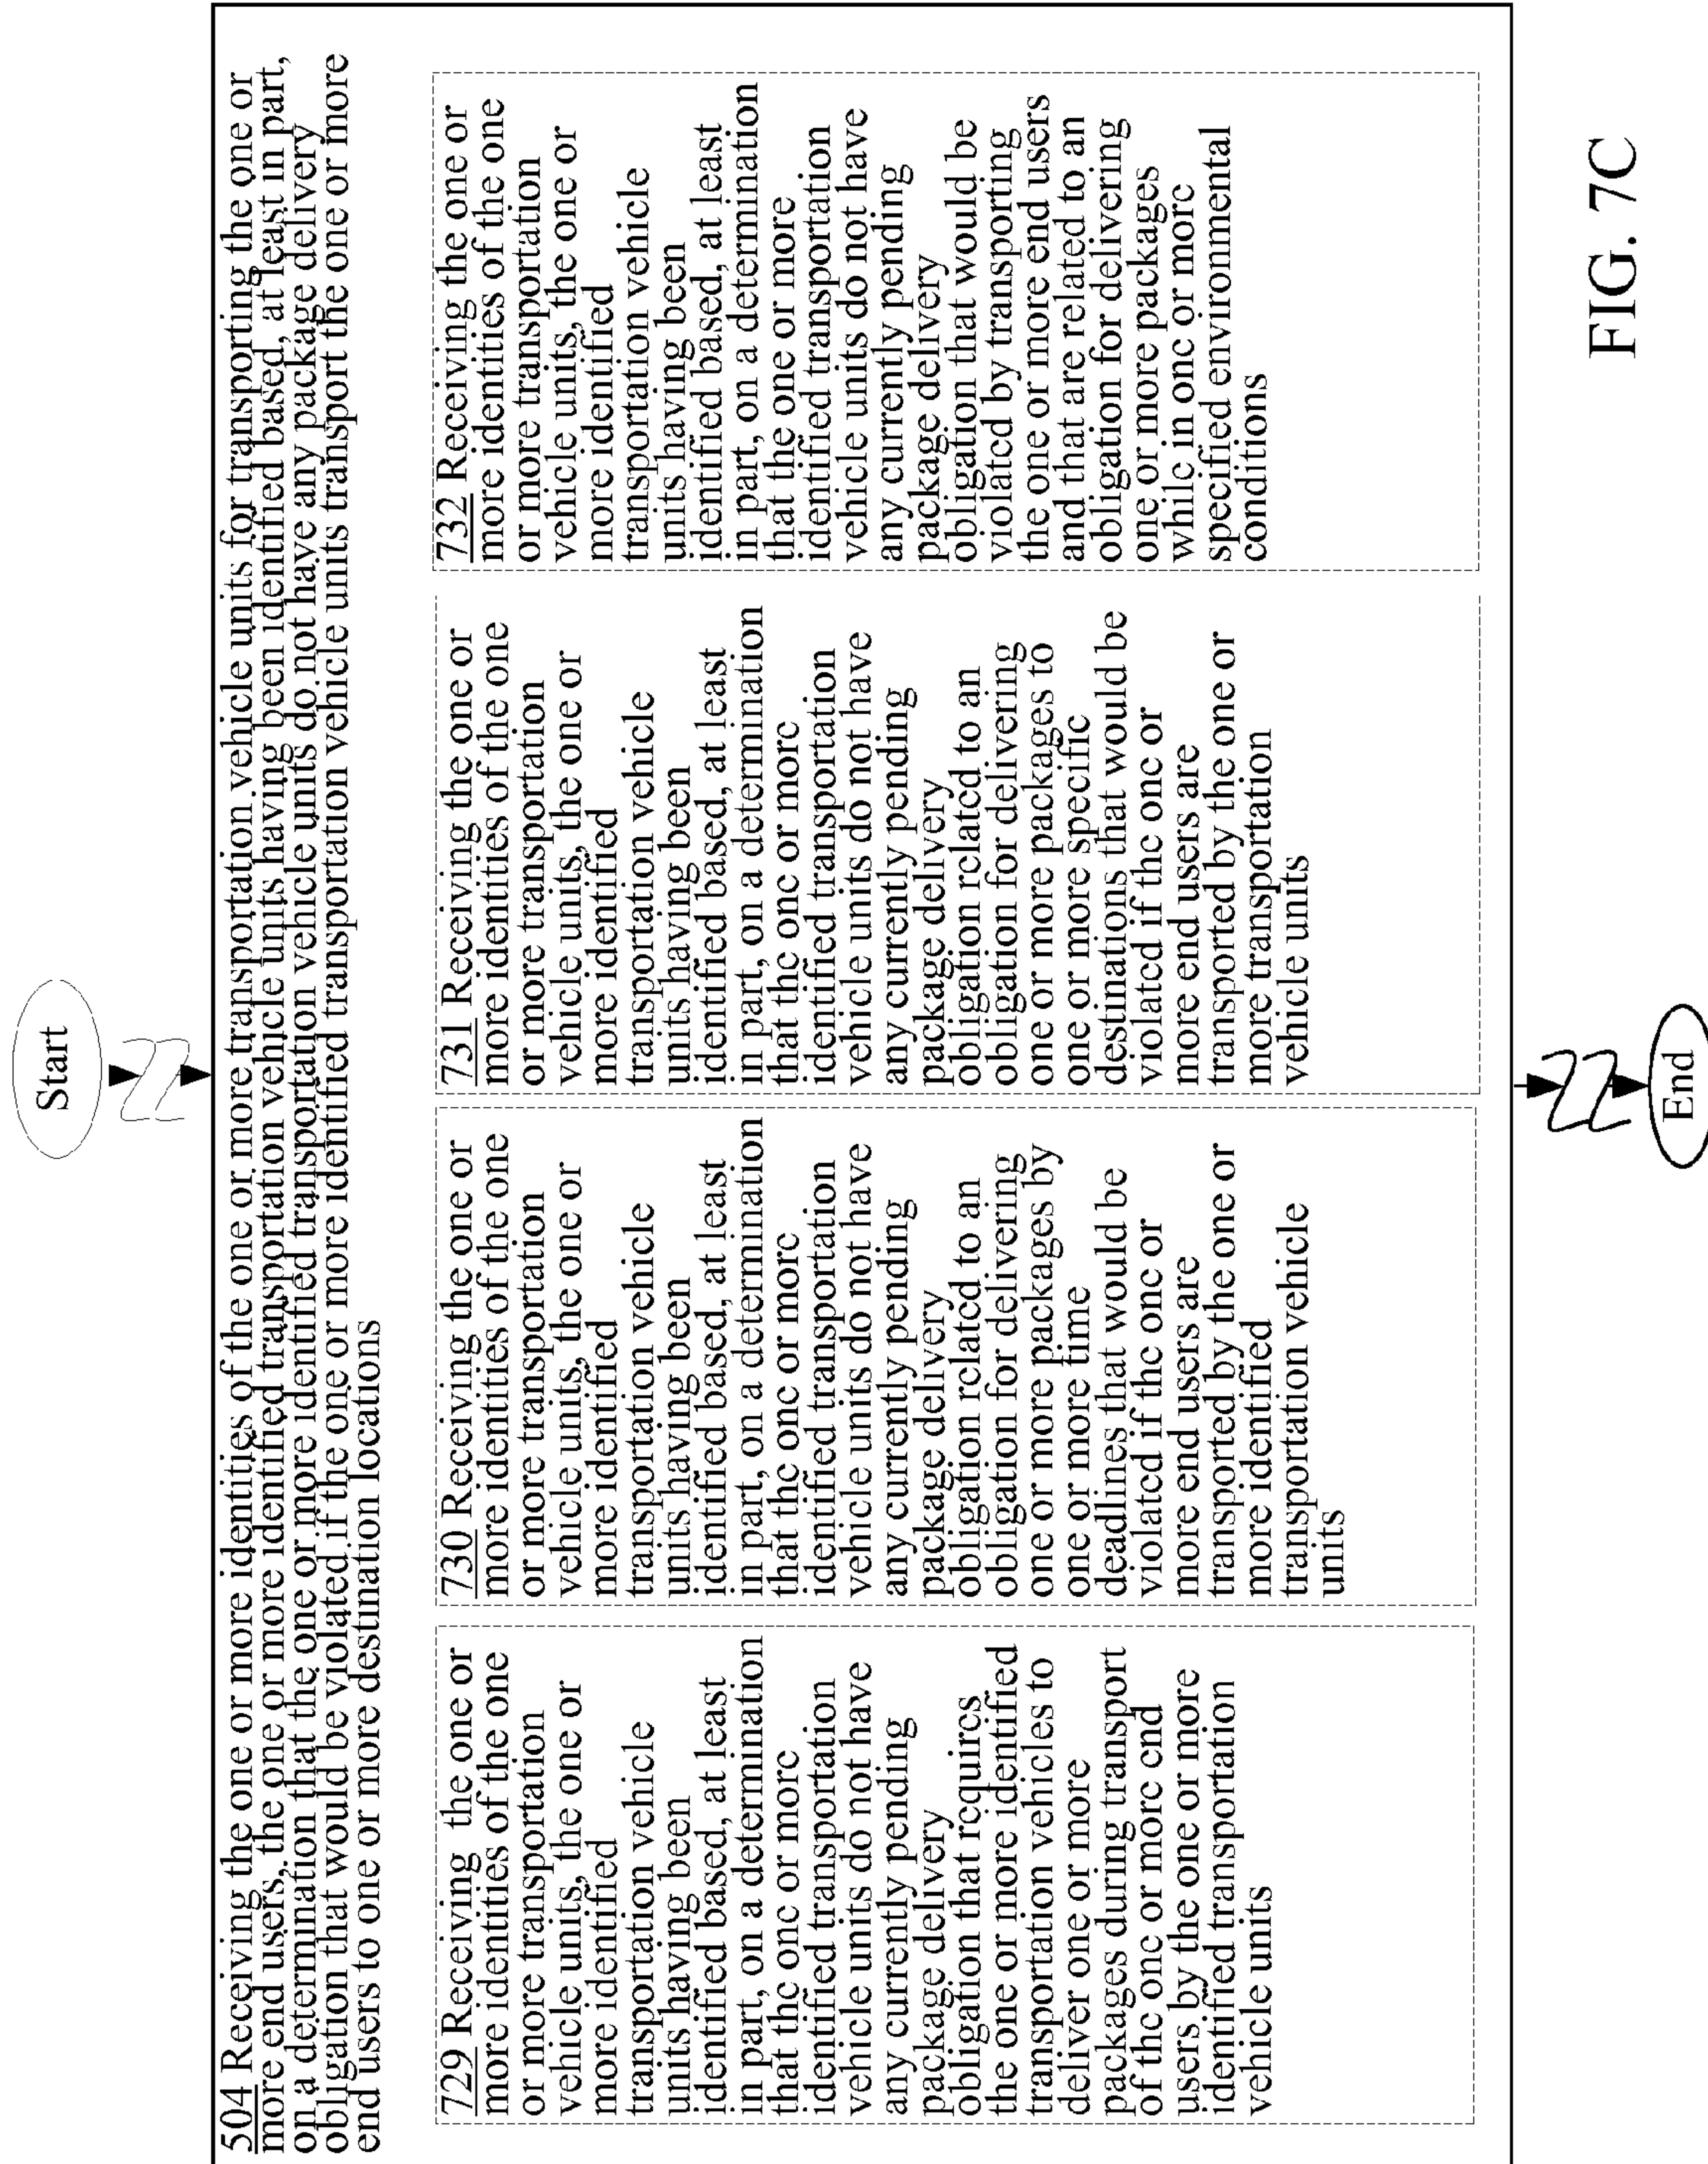 Start
504 Receiving the one or more identities of the one or more transportation vehicle units for transporting the one or
more end users, the one or more identified transportation vehicle units having been identified based, at least in part,
on a determination that the one or more identified transportation vehicle units do not have any package delivery
obligation that would be violated if the one or more identified transportation vehicle units transport the one or more
end users to one or more destination locations
729 Receiving the one or
more identities of the one
or more transportation
vehicle units, the one or
more identified
transportation vehicle
units having been
identified based, at least
in part, on a determination
that the one or more
identified transportation
vehicle units do not have
any currently pending
package delivery
obligation that requires
the one or more identified
transportation vehicles to
deliver one or more
packages during transport
of the one or more end
users by the one or more
identified transportation
vehicle units
730 Receiving the one or
more identities of the one
or more transportation
vehicle units, the one or
more identified
transportation vehicle
units having been
identified based, at least
in part, on a determination
that the one or more
identified transportation
vehicle units do not have
any currently pending
package delivery
obligation related to an
obligation for delivering
one or more packages by
one or more time
deadlines that would be
violated if the one or
more end users are
transported by the one or
more identified
transportation vehicle
units
731 Receiving the one or
more identities of the one
or more transportation
vehicle units, the one or
more identified
transportation vehicle
units having been
identified based, at least
in part, on a determination
that the one or more
identified transportation
vehicle units do not have
any currently pending
package delivery
obligation related to an
obligation for delivering
one or more packages to
one or more specific
destinations that would be
violated if the one or
more end users are
transported by the one or
more transportation
vehicle units
732 Receiving the one or
more identities of the one
or more transportation
vehicle units, the one or
more identified
transportation vehicle
units having been
identified based, at least
in part, on a determination
that the one or more
identified transportation
vehicle units do not have
any currently pending
package delivery
obligation that would be
violated by transporting
the one or more end users
and that are related to an
obligation for delivering
one or more packages
while in one or more
specified environmental
conditions
End
FIG. 7C